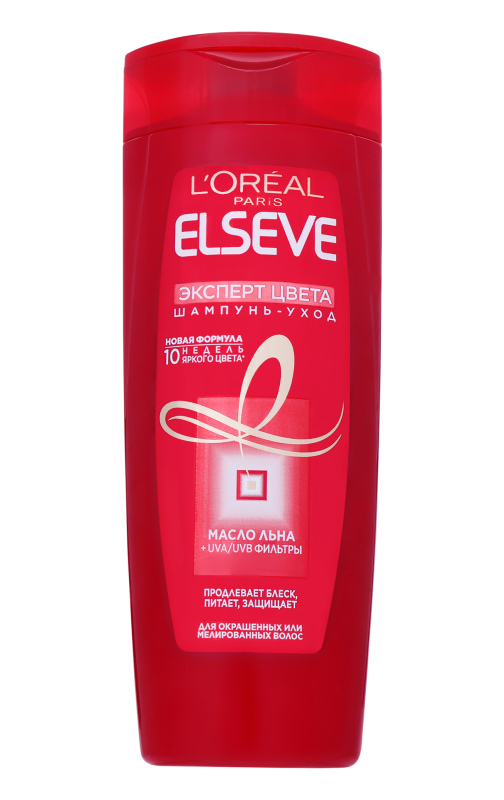 L'ORÉAL
PARiS
ELSEVE
ЭКСПЕРТ ЦВЕТА
ШАМПУНЬ-УХОД
НОВАЯ ФОРМУЛА
10 НЕДЕЛЬ
ЯРКОГО ЦВЕТА*
МАСЛО ЛЬНА
+ UVA/UVB ФИЛЬТРЫ
ПРОДЛЕВАЕТ БЛЕСК,
ПИТАЕТ, ЗАЩИЩАЕТ
ДЛЯ ОКРАШЕННЫХ ИЛИ
МЕЛИРОВАННЫХ ВОЛОС